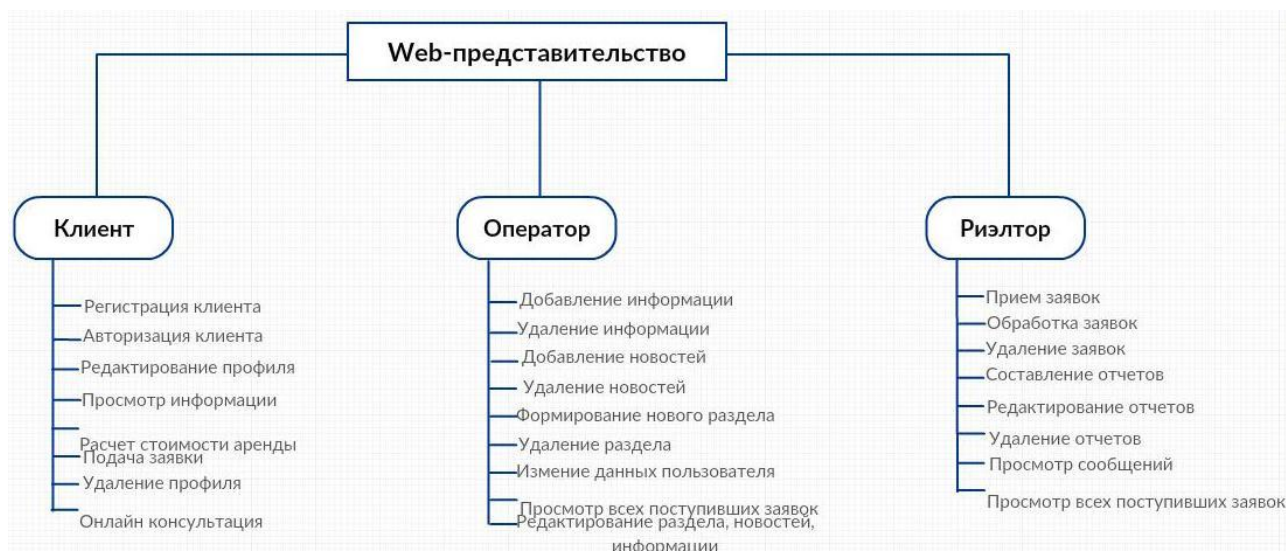 Web-представительство
Клиент
Регистрация клиента
Авторизация клиента
Редактирование профиля
Просмотр информации
Расчет стоимости аренды
Подача заявки
Удаление профиля
Онлайн консультация
Оператор
Добавление информации
Удаление информации
Добавление новостей
Удаление новостей
Формирование нового раздела
Удаление раздела
Измение данных пользователя
Просмотр всех поступивших заявок
Редактирование раздела, новостей,
информации
Риэлтор
Прием заявок
Обработка заявок
Удаление заявок
Составление отчетов
Редактирование отчетов
Удаление отчетов
Просмотр сообщений
Просмотр всех поступивших заявок